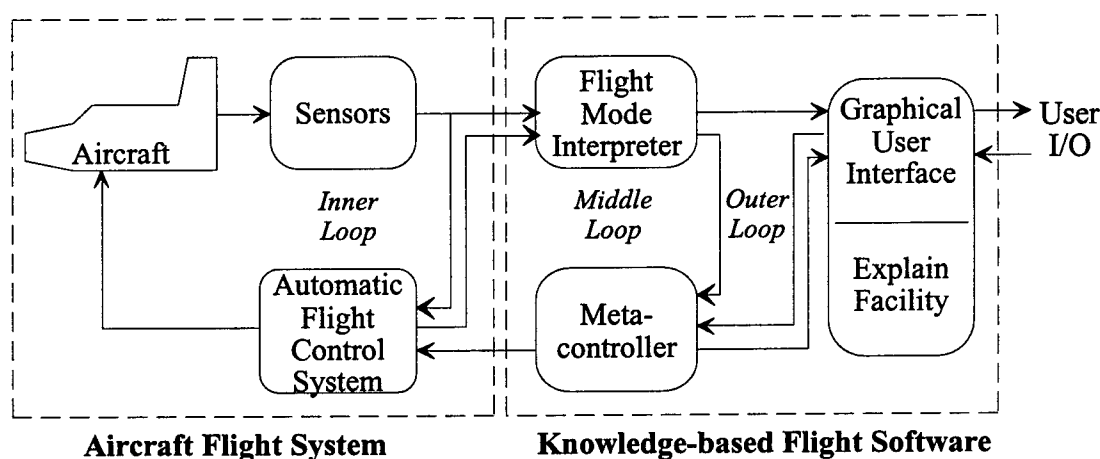 Aircraft
Sensors
Inner
Loop
Automatic
Flight
Control
System
Aircraft Flight System
Flight
Mode
Interpreter
Middle
Loop
Outer
Loop
Meta-
controller
Graphical
User
Interface
Explain
Facility
User
I/O
Knowledge-based Flight Software